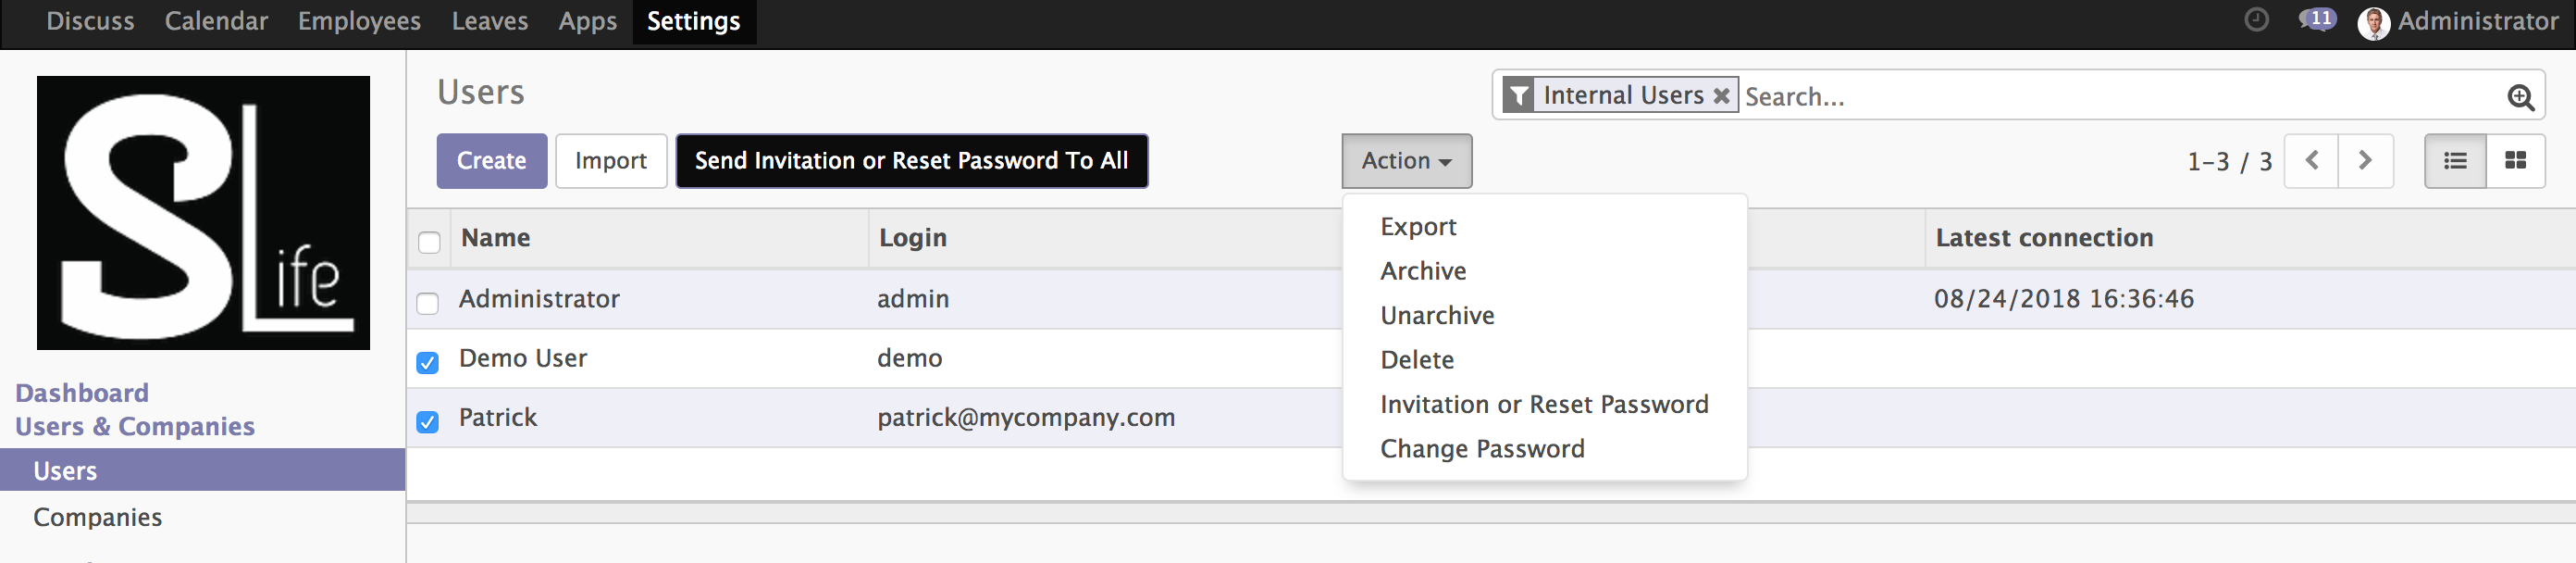 Discuss Calendar Employees Leaves Apps Settings 11 Administrator
SLife
Dashboard
Users & Companies
Users
Companies
Users
Internal Users Search...
Create Import Send Invitation or Reset Password To All Action 1-3 / 3
Export
Archive
Unarchive
Delete
Invitation or Reset Password
Change Password
Name Login Latest connection
Administrator admin 08/24/2018 16:36:46
Demo User demo
Patrick patrick@mycompany.com